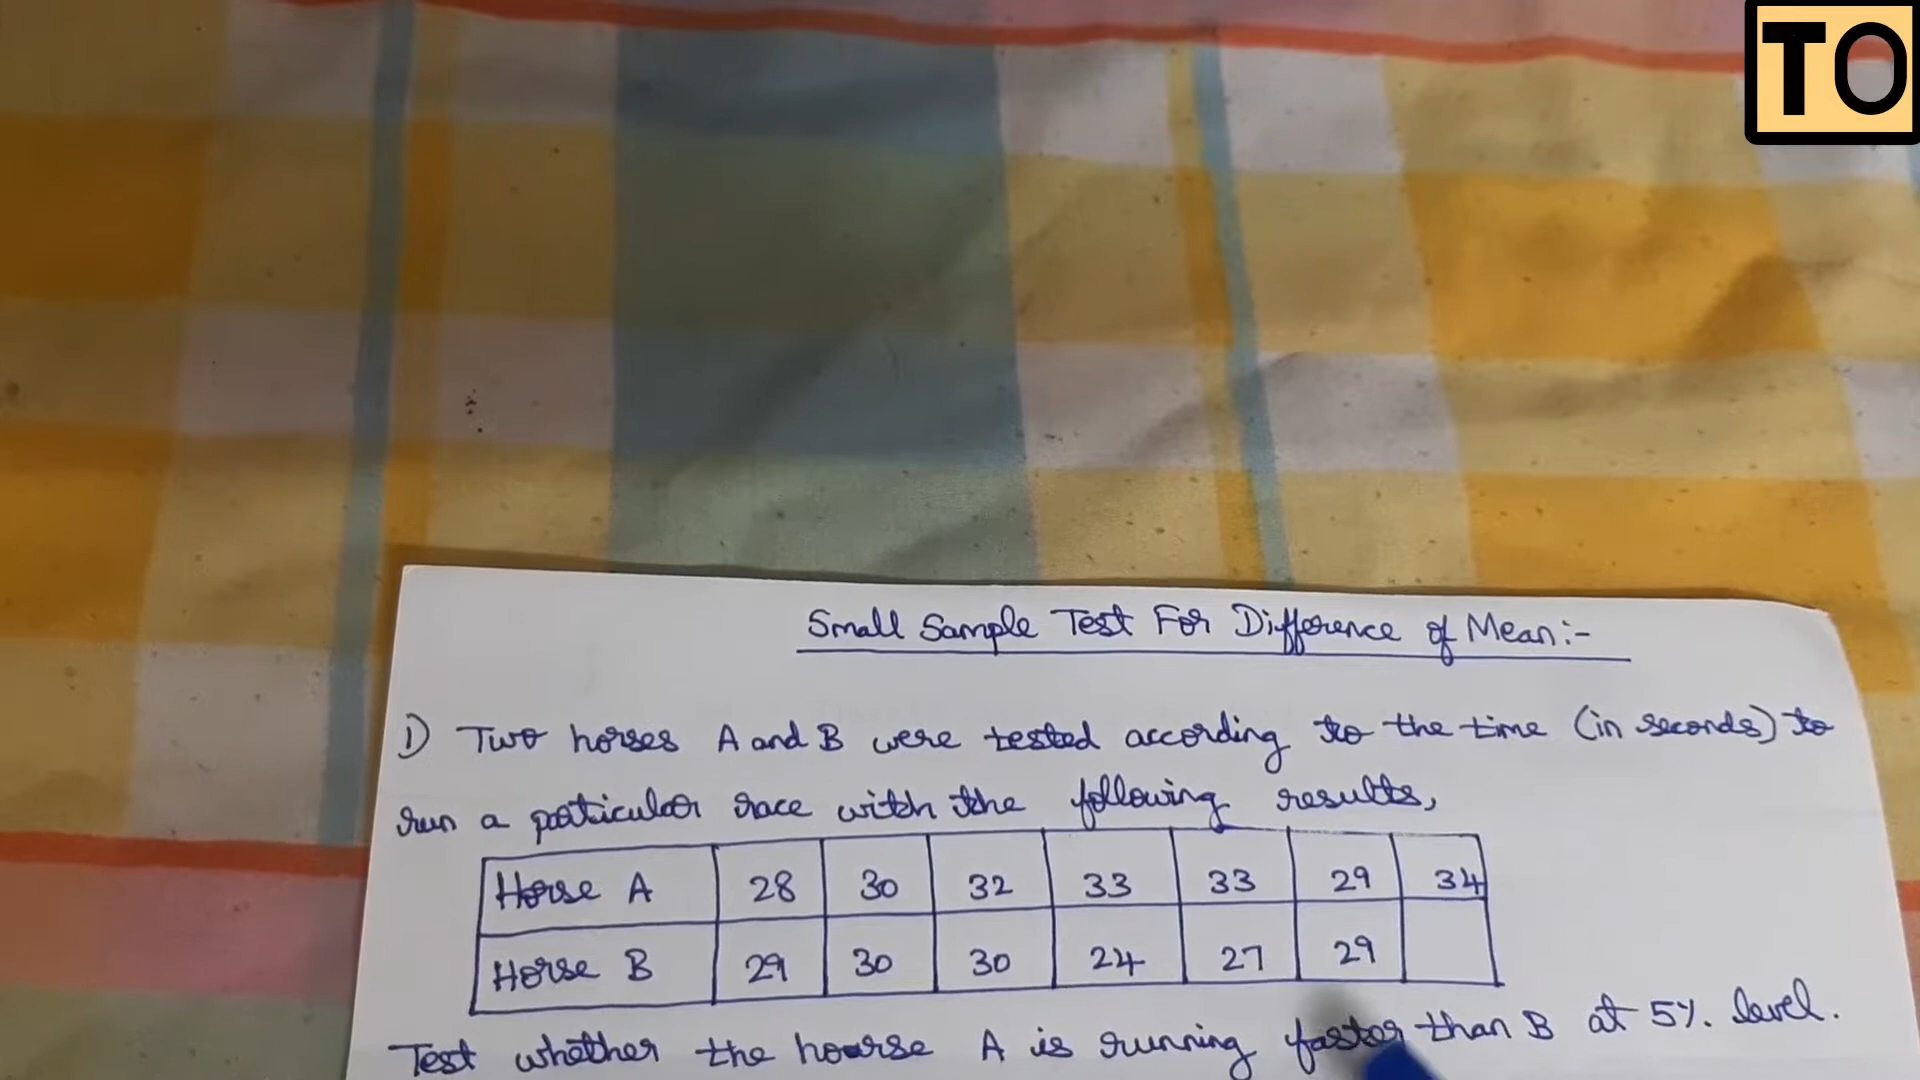 TO
Small Sample Test For Difference of Mean:-
1) Two horses A and B were tested according to the time (in seconds) to
run a particular race with the following results,
Horse A 28 30 32 33 33 29 34
Horse B 29 30 30 24 27 29
Test whether the hoarse A is running faster than B at 5%. level.